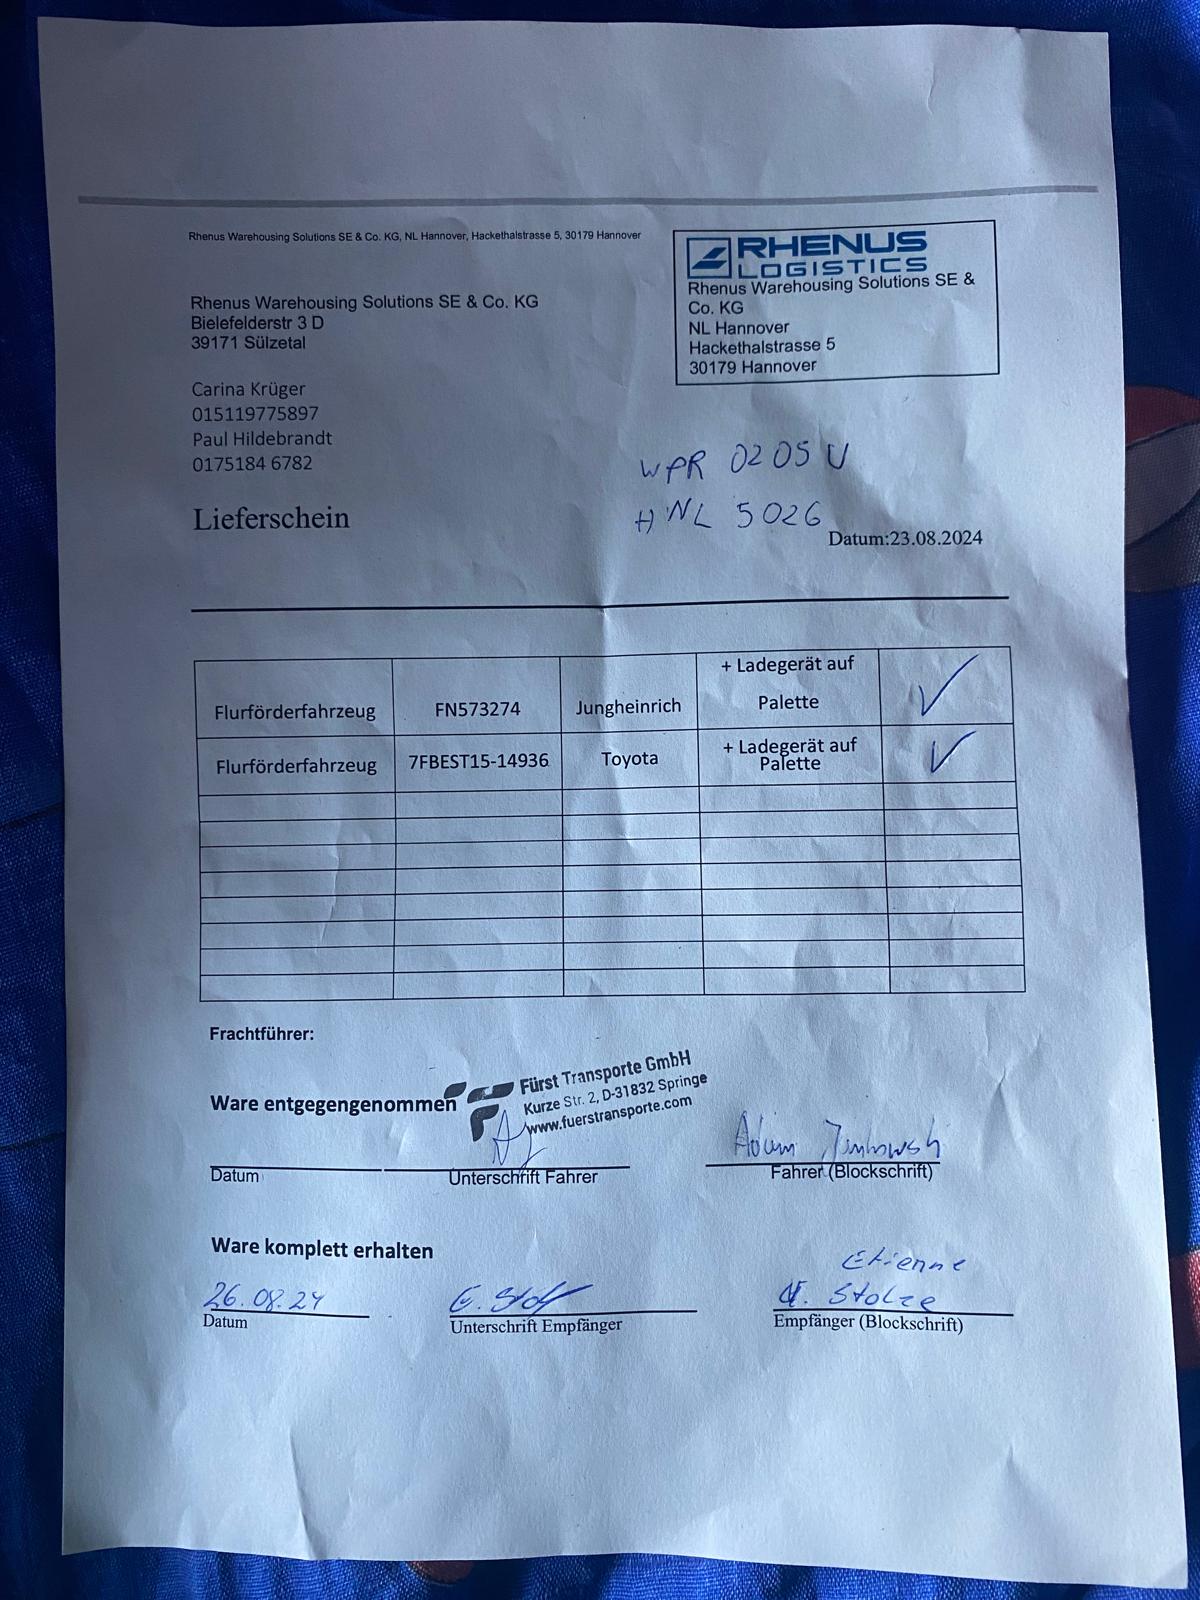 Rhenus Warehousing Solutions SE & Co. KG, NL Hannover, Hackethalstrasse 5, 30179 Hannover
RHENUS
LOGISTICS
Rhenus Warehousing Solutions SE &
Co. KG
NL Hannover
Hackethalstrasse 5
30179 Hannover
Rhenus Warehousing Solutions SE & Co. KG
Bielefelderstr 3 D
39171 Sülzetal
Carina Krüger
015119775897
Paul Hildebrandt
0175184 6782
WPR 0205U
HNL 5026
Lieferschein
Datum:23.08.2024
Flurförderfahrzeug FN573274 Jungheinrich + Ladegerät auf Palette ✓
Flurförderfahrzeug 7FBEST15-14936 Toyota + Ladegerät auf Palette ✓
Frachtführer:
Fürst Transporte GmbH
Kurze Str. 2, D-31832 Springe
www.fuerstransporte.com
Ware entgegengenommen
Adam
Datum Unterschrift Fahrer Fahrer (Blockschrift)
Ware komplett erhalten
Etienne
26.08.24 E. Stolze
Datum Unterschrift Empfänger Empfänger (Blockschrift)